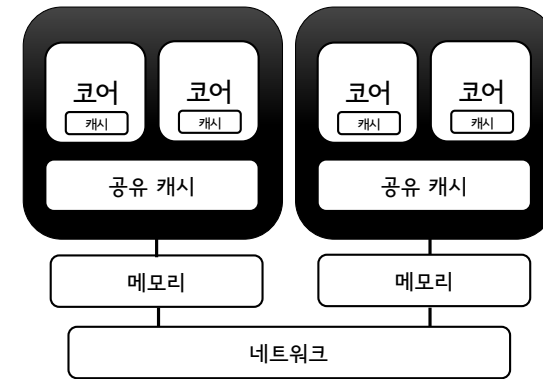 코어 코어 코어 코어
캐시 캐시 캐시 캐시
공유 캐시 공유 캐시
메모리 메모리
네트워크